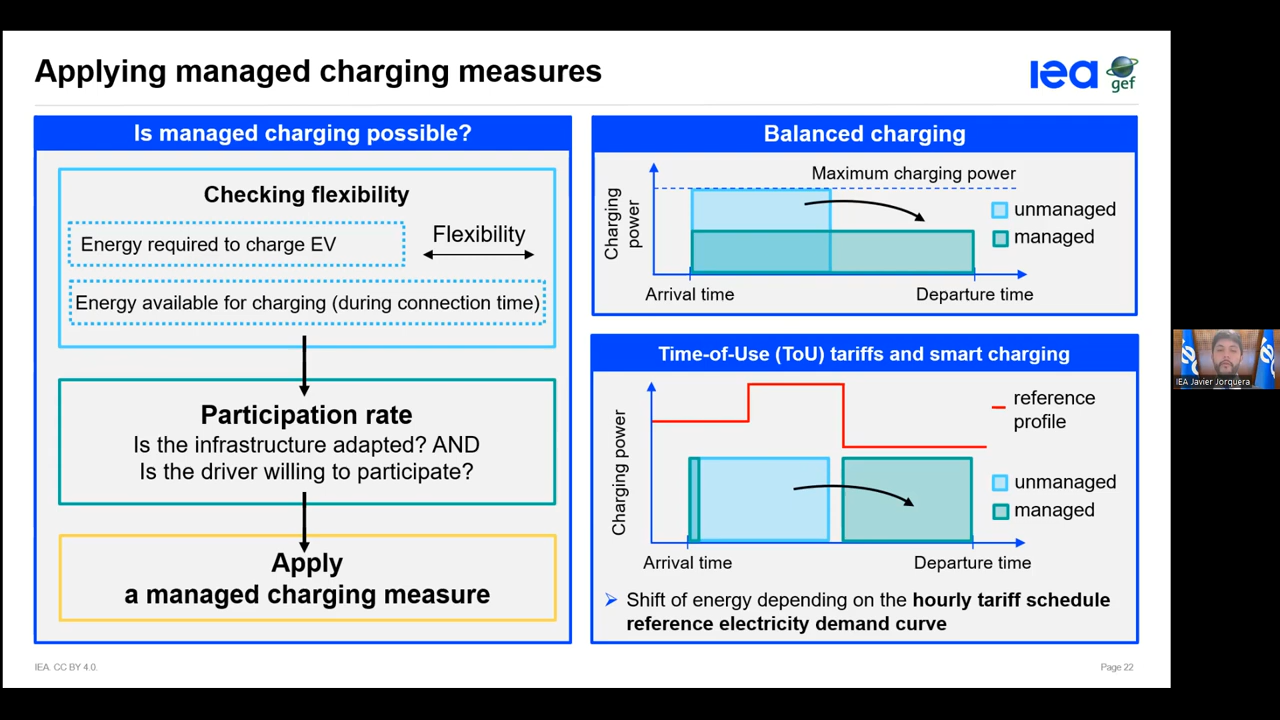 Applying managed charging measures
iea
gef
Is managed charging possible?
Checking flexibility
Energy required to charge EV
Flexibility
Energy available for charging (during connection time)
Participation rate
Is the infrastructure adapted? AND
Is the driver willing to participate?
Apply
a managed charging measure
Balanced charging
Charging
power
Maximum charging power
unmanaged
managed
Arrival time
Departure time
Time-of-Use (ToU) tariffs and smart charging
Charging power
reference
profile
unmanaged
managed
Arrival time
Departure time
Shift of energy depending on the hourly tariff schedule
reference electricity demand curve
IEA. CC BY 4.0.
Page 22
IEA Javier Jorquera